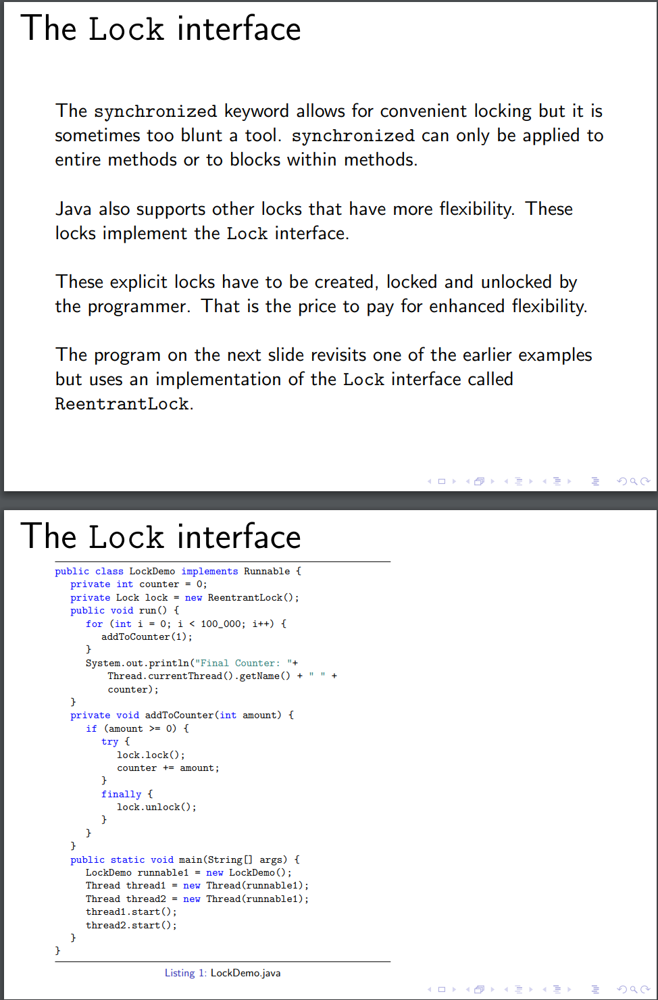 The Lock interface
The synchronized keyword allows for convenient locking but it is
sometimes too blunt a tool. synchronized can only be applied to
entire methods or to blocks within methods.
Java also supports other locks that have more flexibility. These
locks implement the Lock interface.
These explicit locks have to be created, locked and unlocked by
the programmer. That is the price to pay for enhanced flexibility.
The program on the next slide revisits one of the earlier examples
but uses an implementation of the Lock interface called
ReentrantLock.
The Lock interface
public class LockDemo implements Runnable {
private int counter = 0;
private Lock lock = new ReentrantLock();
public void run() {
for (int i = 0; i < 100_000; i++) {
addToCounter(1);
}
System.out.println("Final Counter: "+
Thread.currentThread().getName() + " " +
counter);
}
private void addToCounter(int amount) {
if (amount >= 0) {
try {
lock.lock();
counter += amount;
}
finally {
lock.unlock();
}
}
}
public static void main(String[] args) {
LockDemo runnable1 = new LockDemo();
Thread thread1 = new Thread(runnable1);
Thread thread2 = new Thread(runnable1);
thread1.start();
thread2.start();
}
}
Listing 1: LockDemo.java